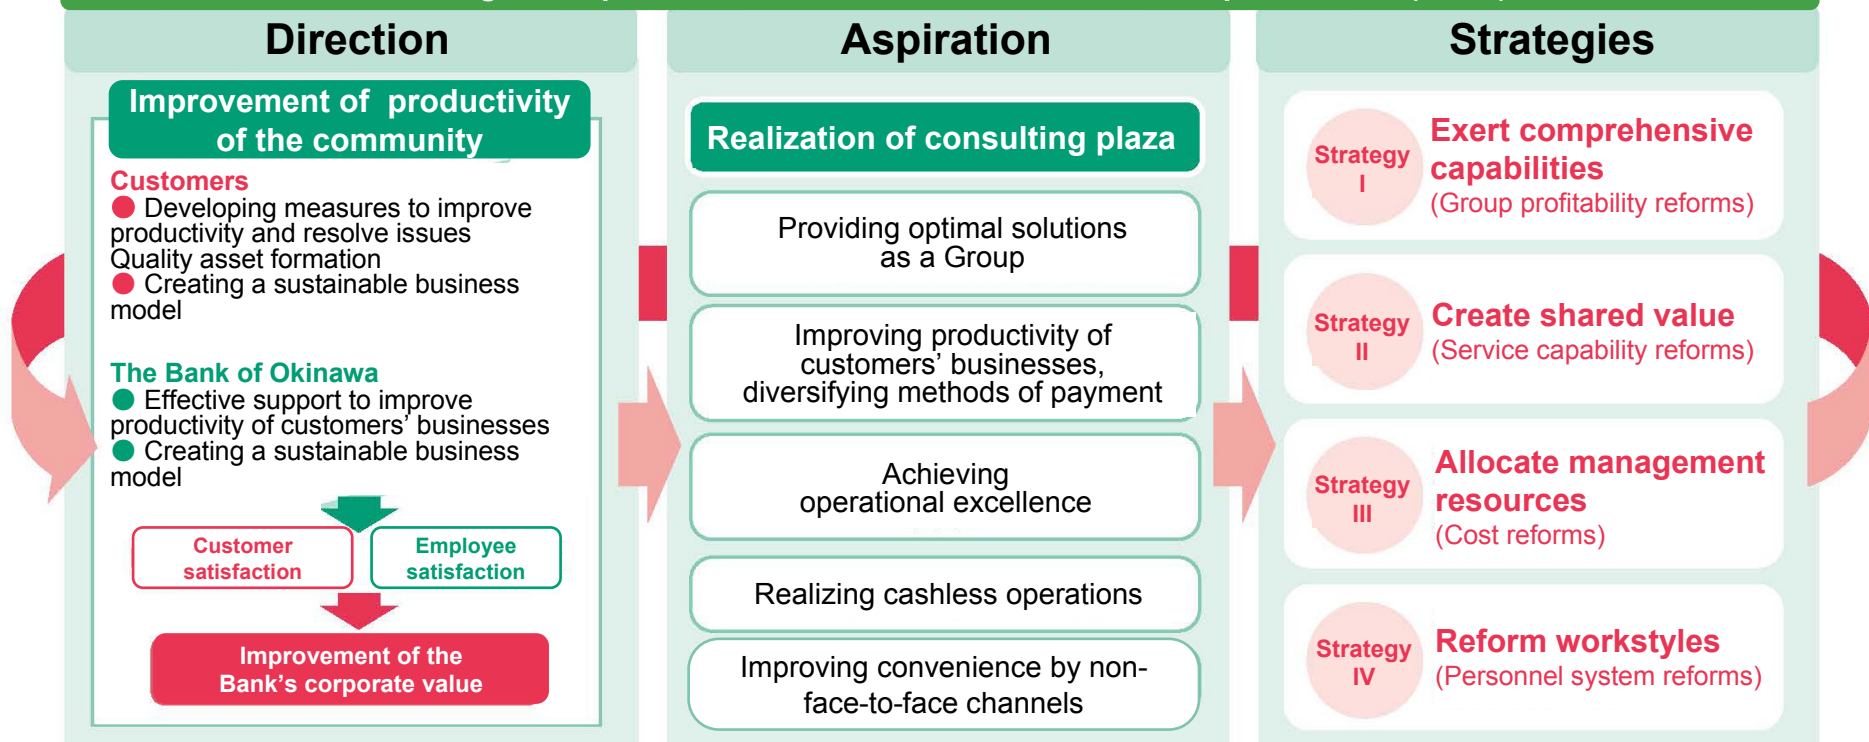 Direction
Improvement of productivity
of the community
Customers
● Developing measures to improve
productivity and resolve issues
Quality asset formation
● Creating a sustainable business
model
The Bank of Okinawa
● Effective support to improve
productivity of customers’ businesses
● Creating a sustainable business
model
Customer
satisfaction
Employee
satisfaction
Improvement of the
Bank’s corporate value
Aspiration
Realization of consulting plaza
Providing optimal solutions
as a Group
Improving productivity of
customers’ businesses,
diversifying methods of payment
Achieving
operational excellence
Realizing cashless operations
Improving convenience by non-
face-to-face channels
Strategies
Strategy
I
Exert comprehensive
capabilities
(Group profitability reforms)
Strategy
II
Create shared value
(Service capability reforms)
Strategy
III
Allocate management
resources
(Cost reforms)
Strategy
IV
Reform workstyles
(Personnel system reforms)